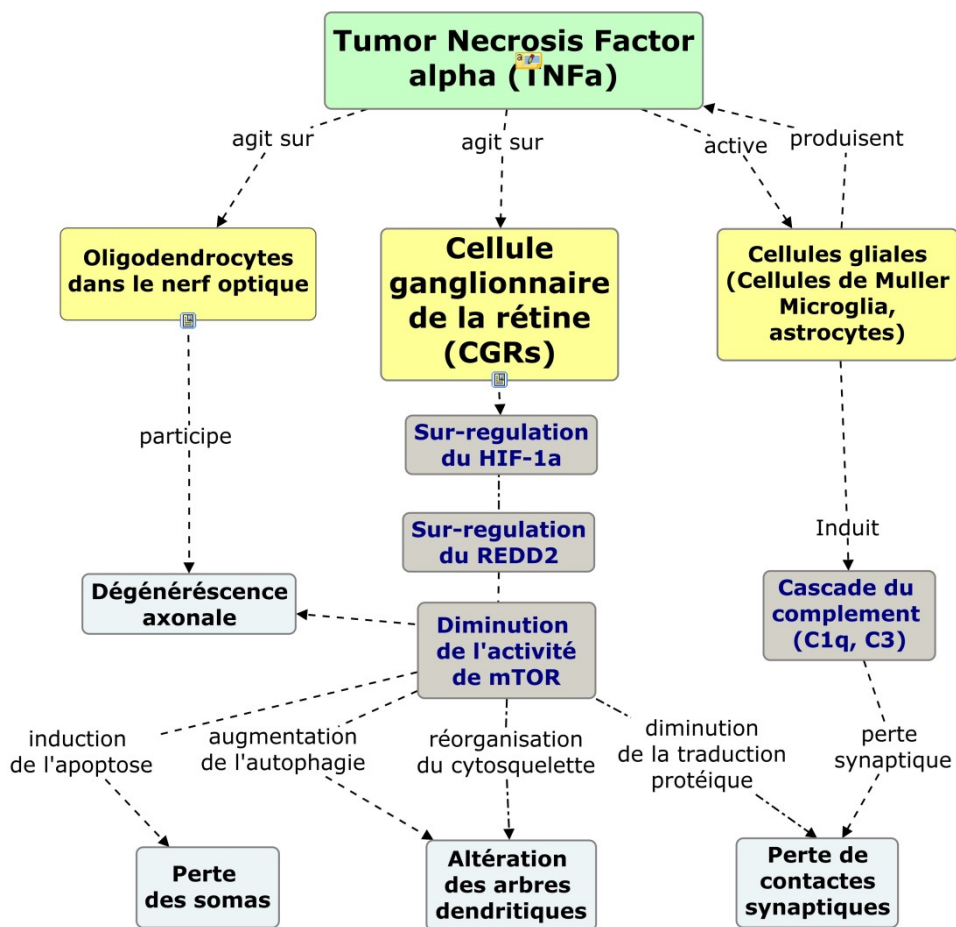 Tumor Necrosis Factor
alpha (TNFa)
agit sur
agit sur
active
produisent
Oligodendrocytes
dans le nerf optique
Cellule
ganglionnaire
de la rétine
(CGRs)
Cellules gliales
(Cellules de Muller
Microglia,
astrocytes)
participe
Sur-regulation
du HIF-1a
Sur-regulation
du REDD2
Induit
Dégénéréscence
axonale
Diminution
de l'activité
de mTOR
Cascade du
complement
(C1q, C3)
induction
de l'apoptose
augmentation
de l'autophagie
réorganisation
du cytosquelette
diminution
de la traduction
protéique
perte
synaptique
Perte
des somas
Altération
des arbres
dendritiques
Perte de
contactes
synaptiques